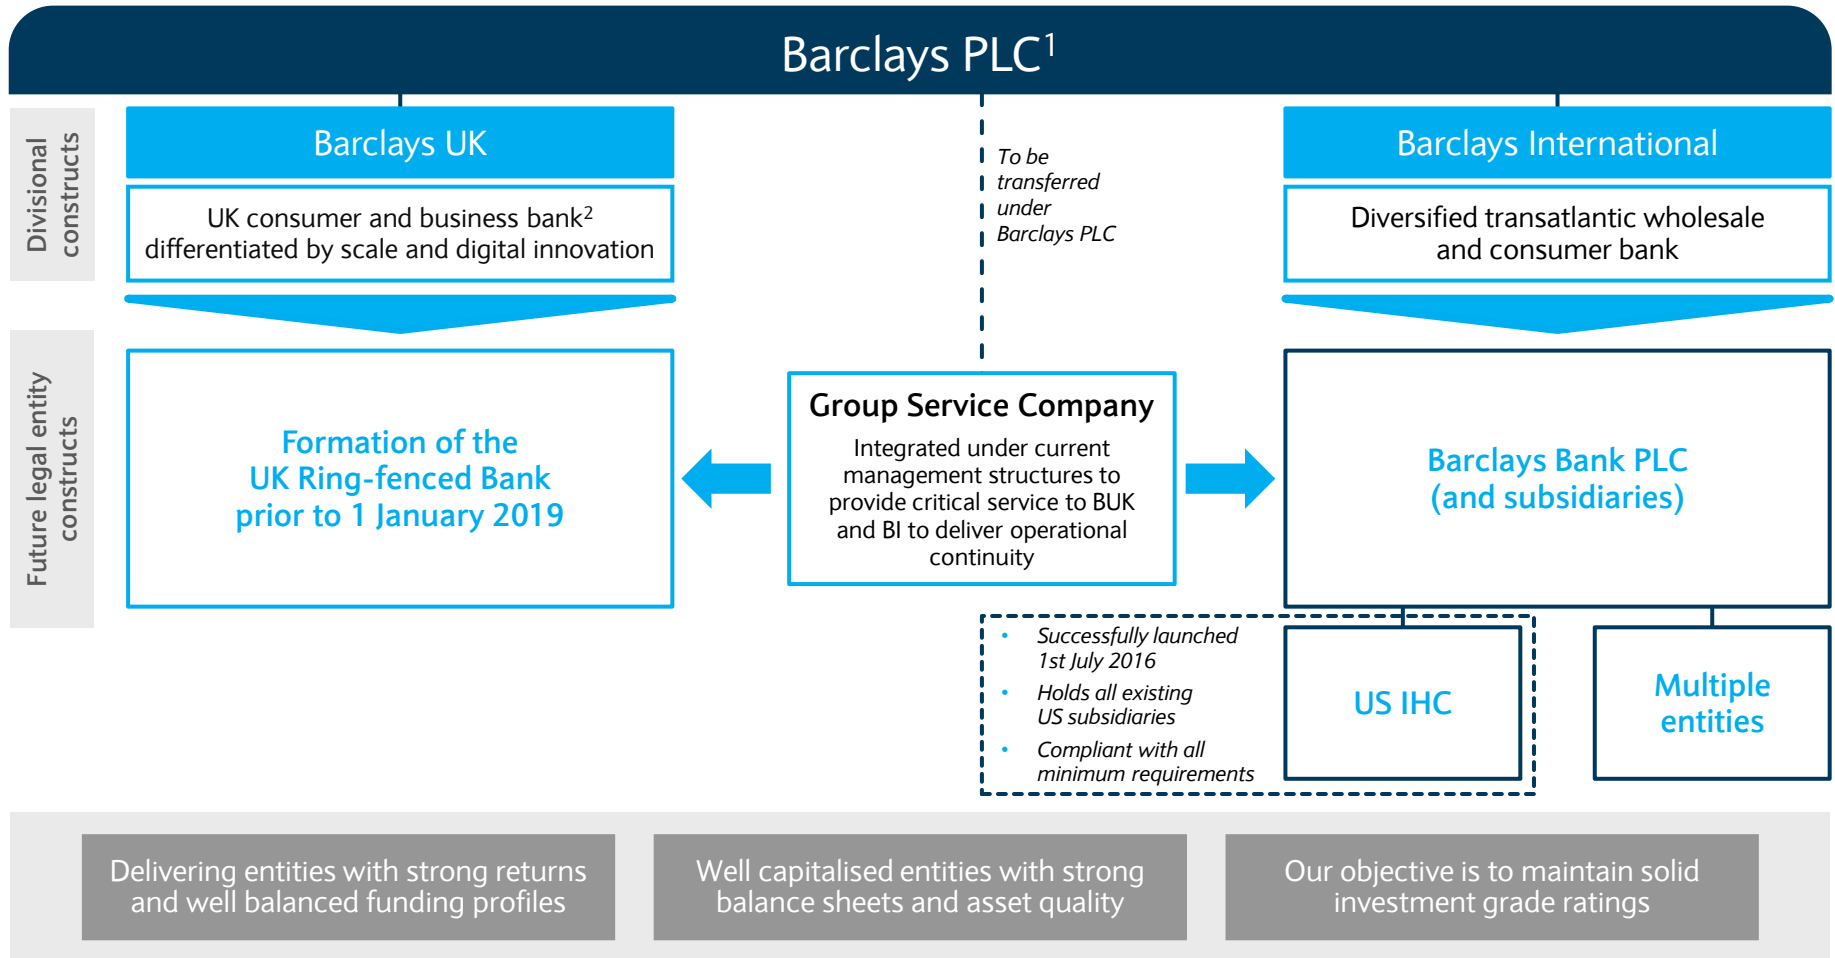 Barclays PLC¹
Divisional
constructs
Barclays UK
UK consumer and business bank²
differentiated by scale and digital innovation
To be
transferred
under
Barclays PLC
Barclays International
Diversified transatlantic wholesale
and consumer bank
Future legal entity
constructs
Formation of the
UK Ring-fenced Bank
prior to 1 January 2019
Group Service Company
Integrated under current
management structures to
provide critical service to BUK
and BI to deliver operational
continuity
Barclays Bank PLC
(and subsidiaries)
• Successfully launched
1st July 2016
• Holds all existing
US subsidiaries
• Compliant with all
minimum requirements
US IHC
Multiple
entities
Delivering entities with strong returns
and well balanced funding profiles
Well capitalised entities with strong
balance sheets and asset quality
Our objective is to maintain solid
investment grade ratings